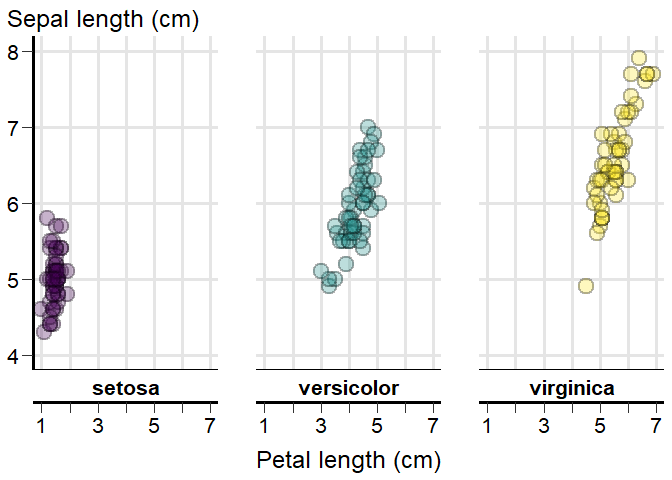 Sepal length (cm)
8
7
6
5
4
setosa versicolor virginica
1 3 5 7 1 3 5 7 1 3 5 7
Petal length (cm)